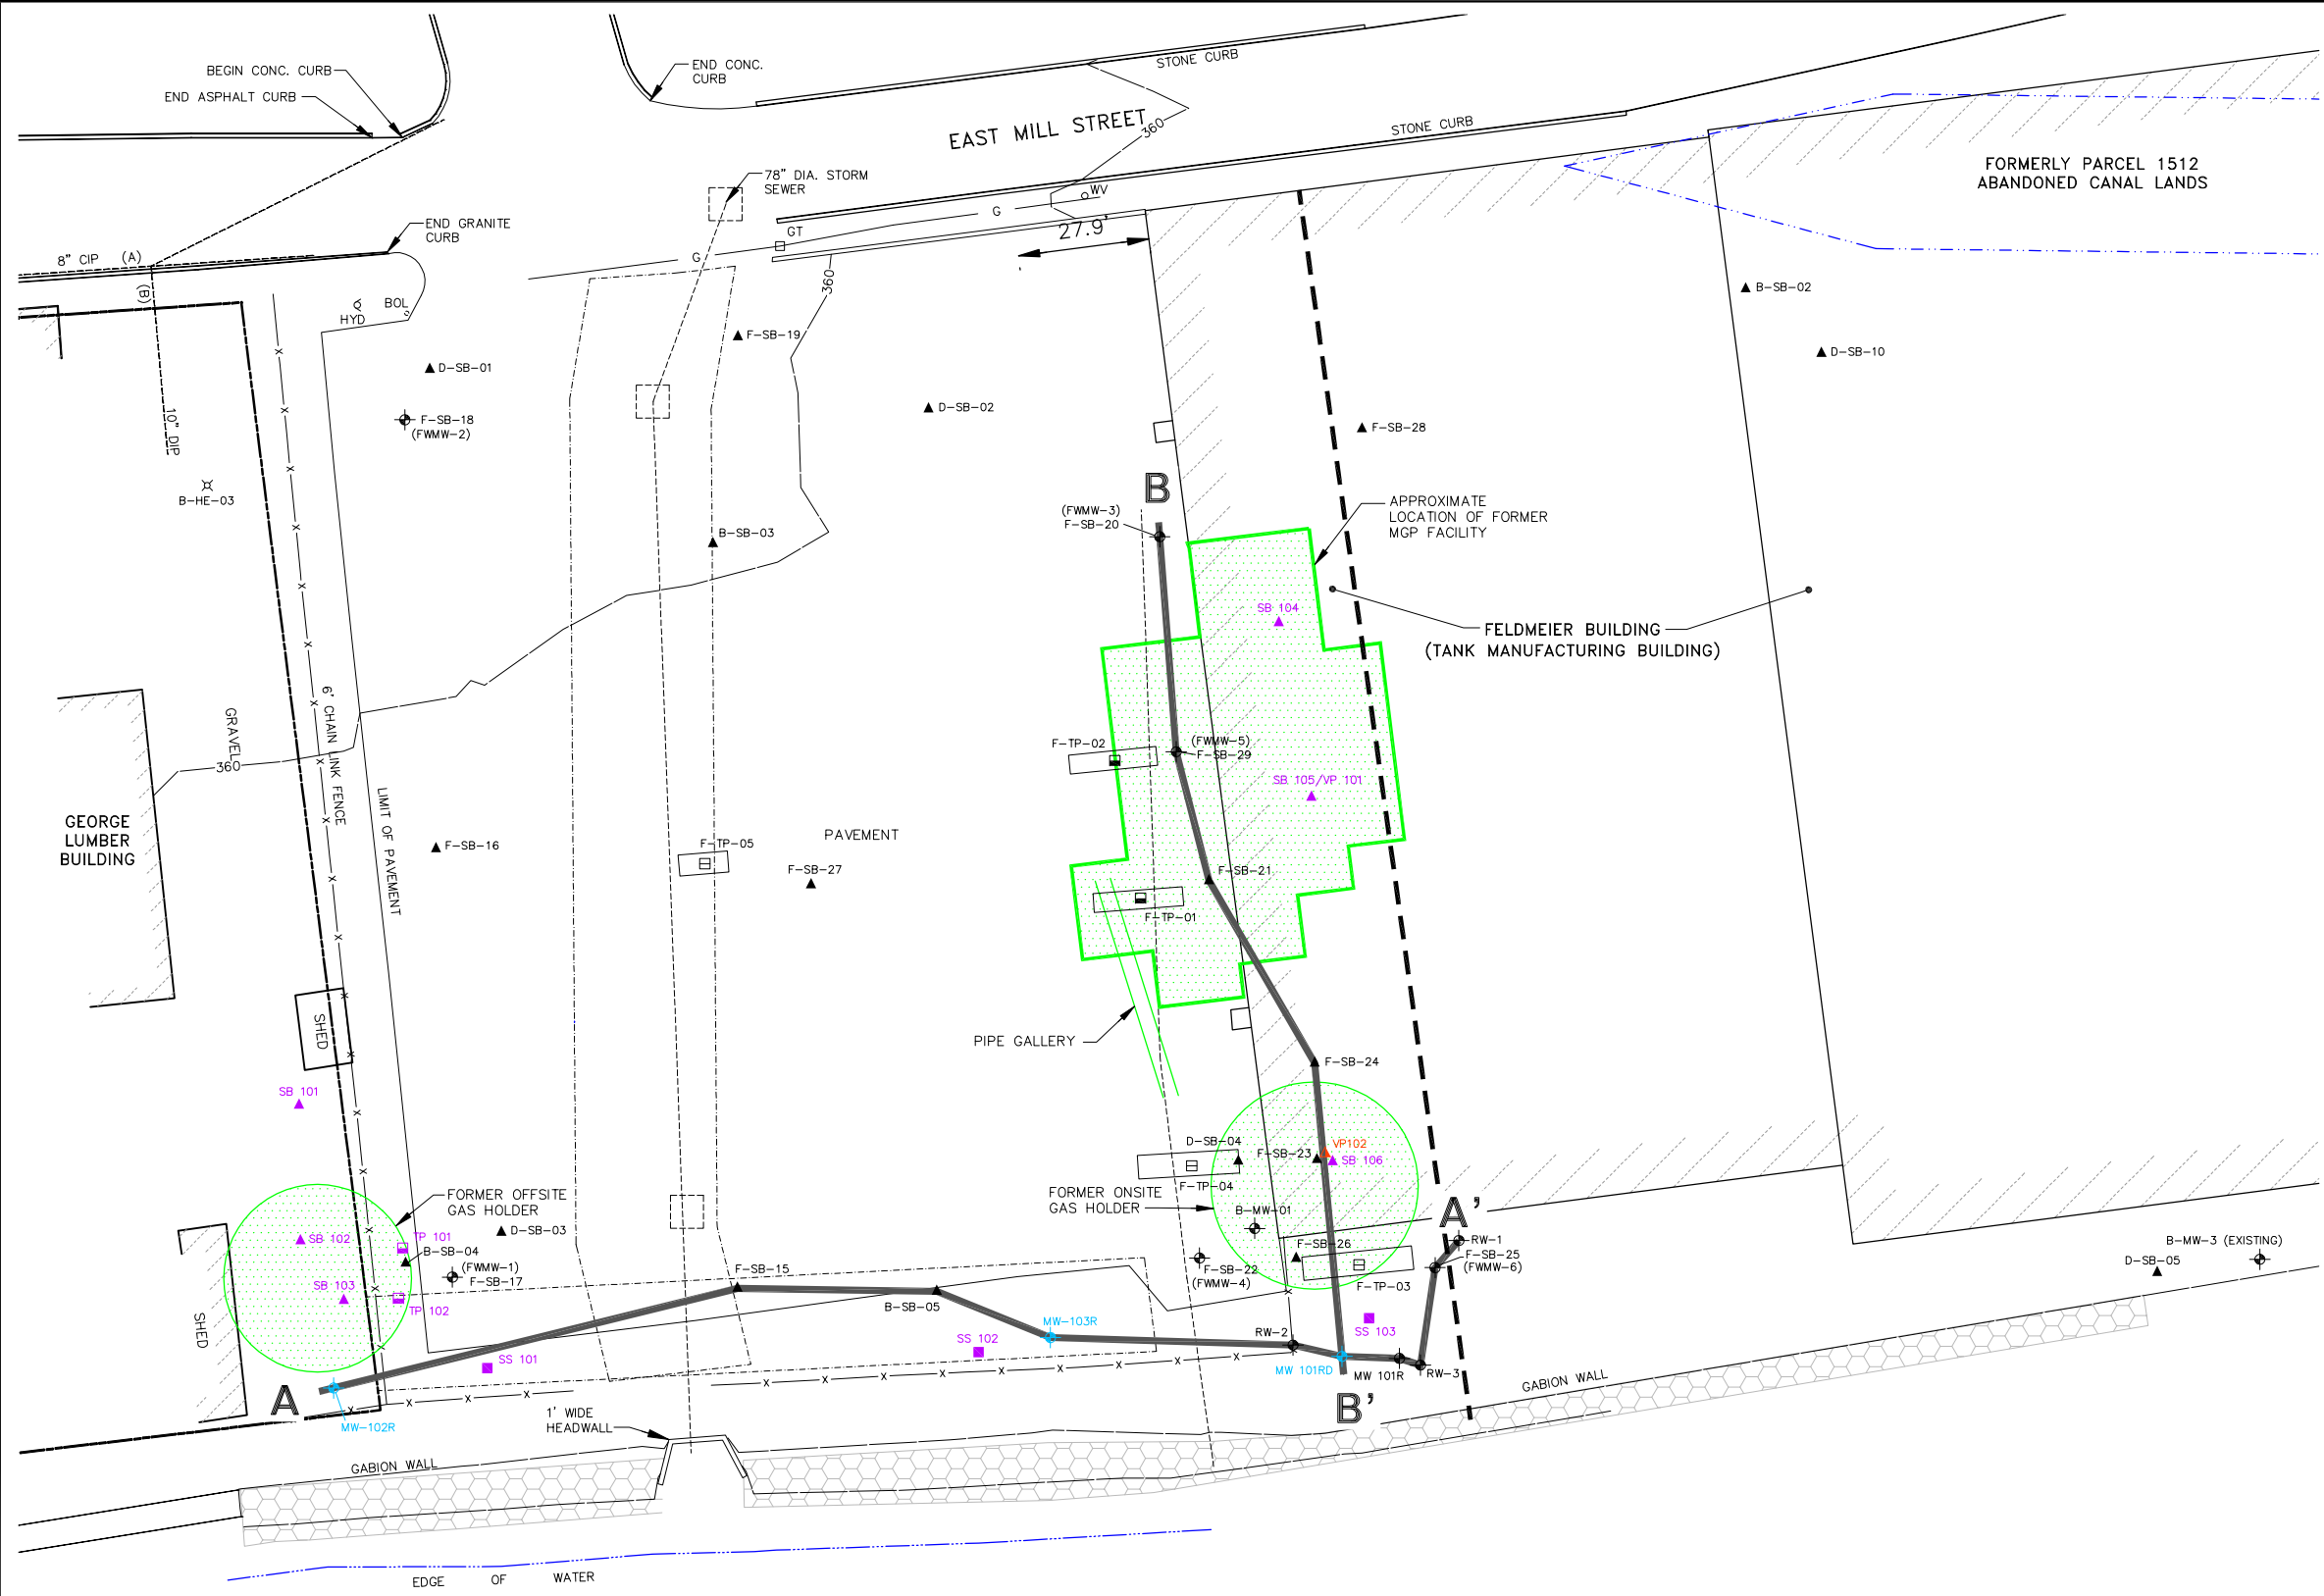 BEGIN CONC. CURB
END ASPHALT CURB
END CONC.
CURB
STONE CURB
EAST MILL STREET
360
STONE CURB
FORMERLY PARCEL 1512
ABANDONED CANAL LANDS
78" DIA. STORM
SEWER
WV
G
27.9'
END GRANITE
CURB
GT
G
8" CIP (A)
(B)
360
BOL
HYD
B-SB-02
F-SB-19
D-SB-10
D-SB-01
D-SB-02
F-SB-18
(FWMW-2)
10" DIP
F-SB-28
B-HE-03
B
APPROXIMATE
LOCATION OF FORMER
MGP FACILITY
(FWMW-3)
F-SB-20
B-SB-03
SB 104
FELDMEIER BUILDING
(TANK MANUFACTURING BUILDING)
GRAVEL
6' CHAIN LINK FENCE
360
F-TP-02
(FWMW-5)
F-SB-29
SB 105/VP 101
LIMIT OF PAVEMENT
GEORGE
LUMBER
BUILDING
PAVEMENT
F-SB-16
F-TP-05
F-SB-27
F-SB-21
F-TP-01
SHED
PIPE GALLERY
F-SB-24
SB 101
D-SB-04
VP102
F-SB-23
SB 106
F-TP-04
FORMER OFFSITE
GAS HOLDER
FORMER ONSITE
GAS HOLDER
B-MW-01
A'
D-SB-03
SB 102
TP 101
B-SB-04
(FWMW-1)
F-SB-17
F-SB-26
RW-1
F-SB-25
(FWMW-6)
B-MW-3 (EXISTING)
D-SB-05
F-SB-22
(FWMW-4)
F-TP-03
F-SB-15
SB 103
TP 102
B-SB-05
MW-103R
SHED
SS 102
RW-2
SS 103
SS 101
MW 101RD
MW 101R
RW-3
A
B'
GABION WALL
MW-102R
1' WIDE
HEADWALL
GABION WALL
EDGE OF WATER